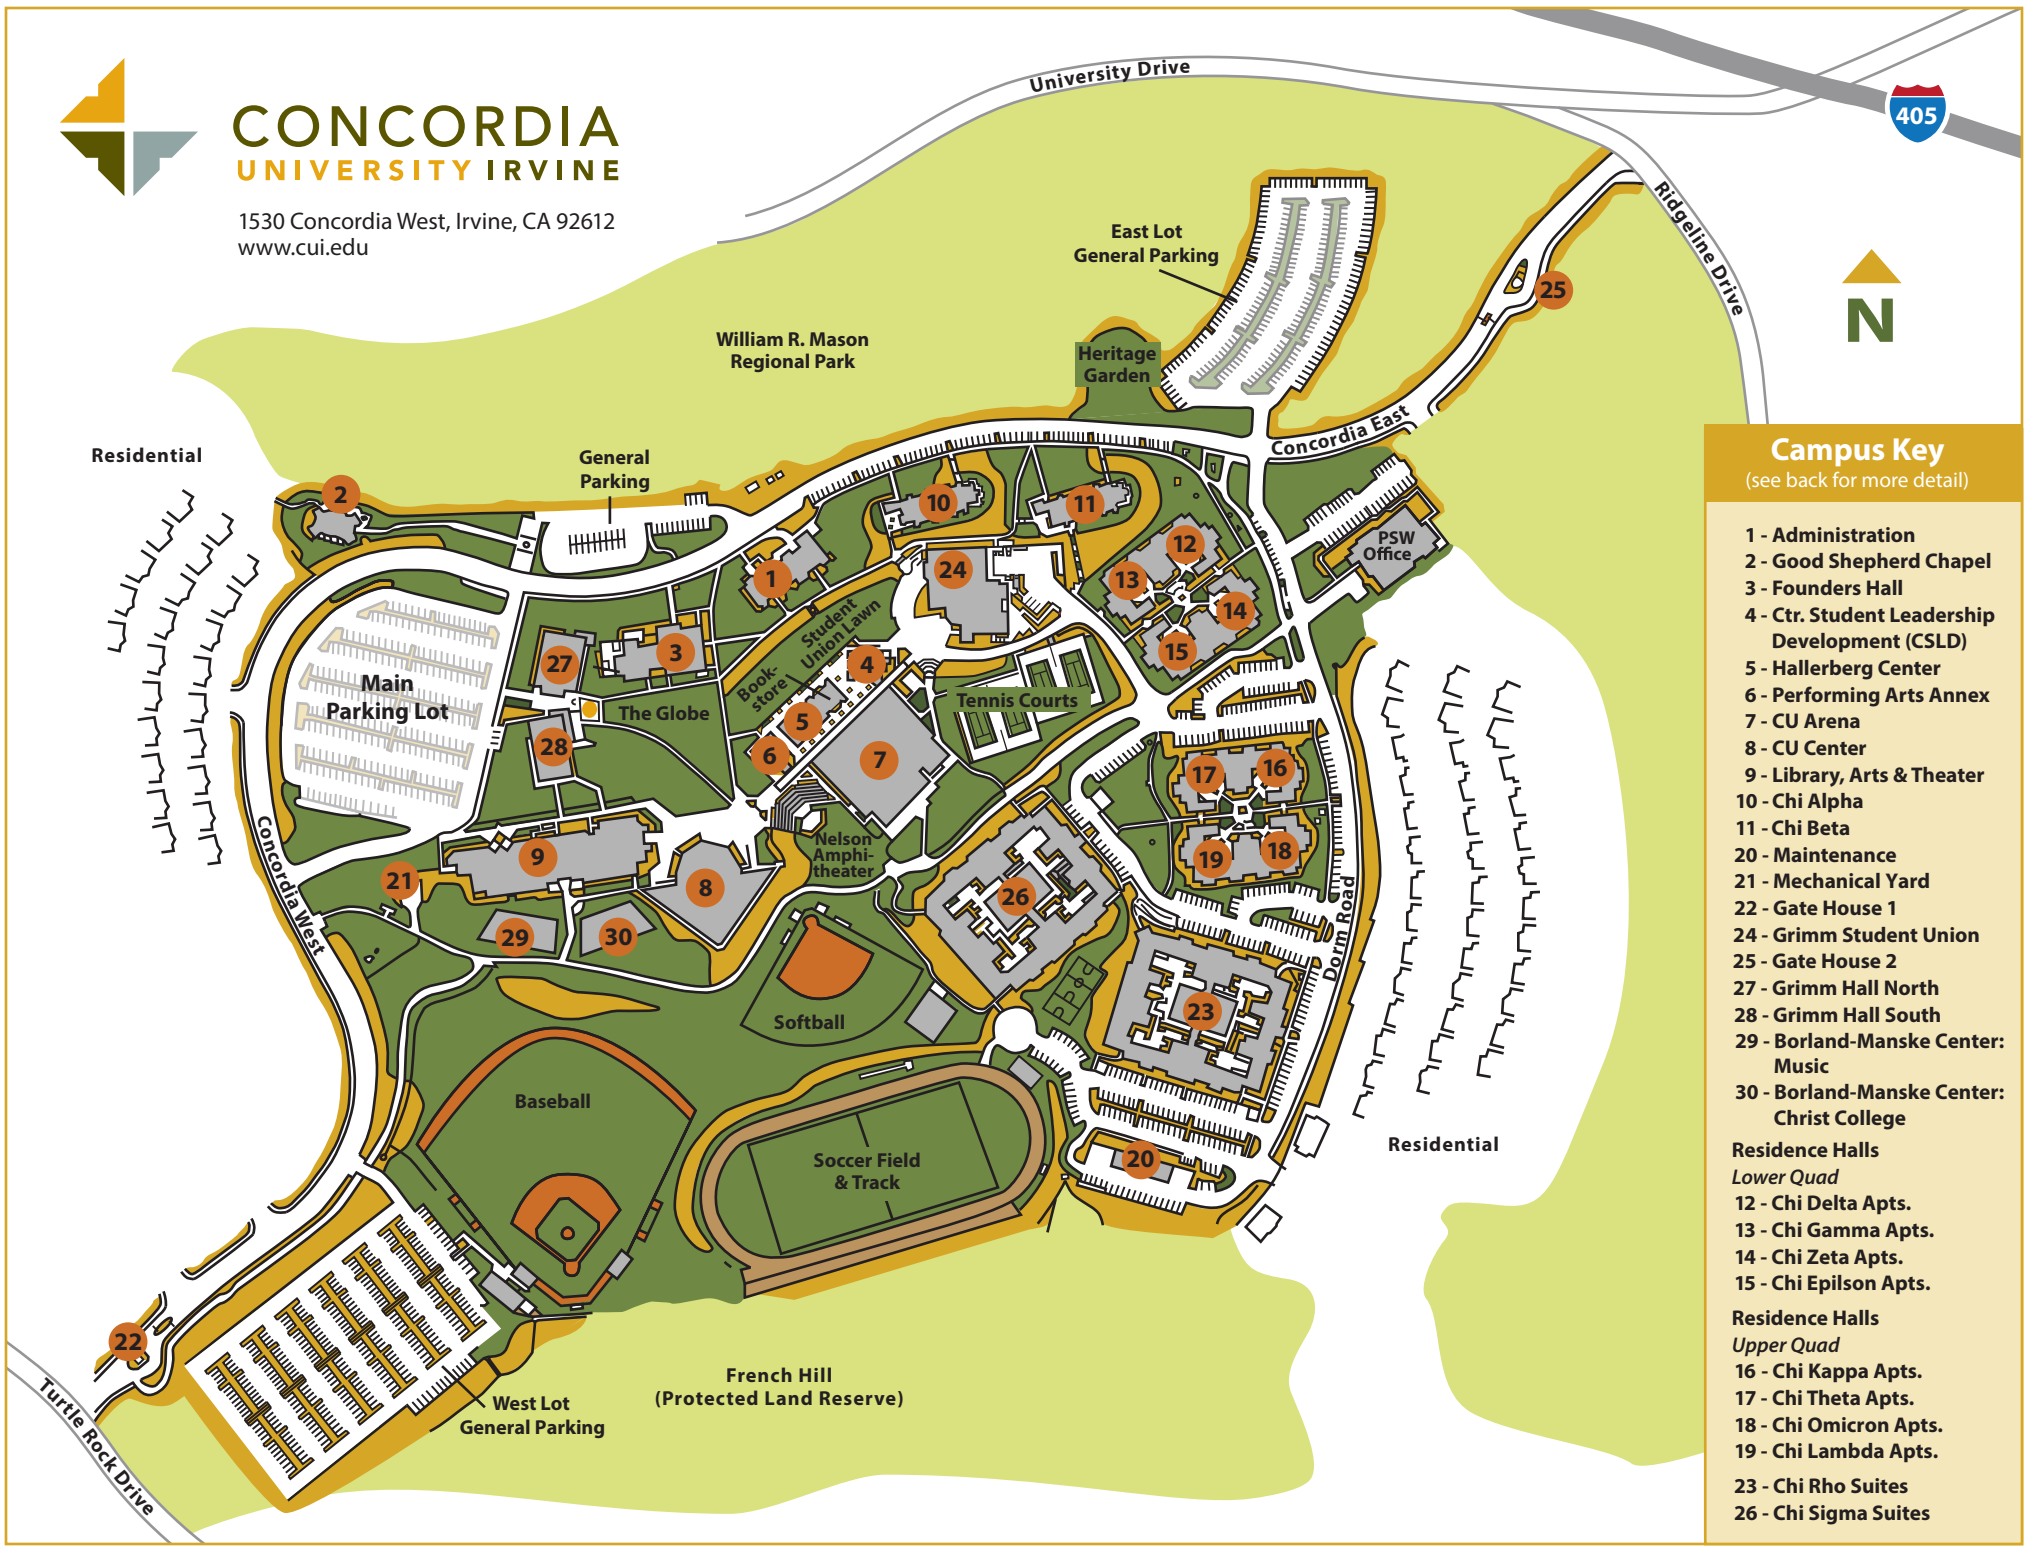 CONCORDIA
UNIVERSITY IRVINE
1530 Concordia West, Irvine, CA 92612
www.cui.edu
University Drive
405
Ridgeline Drive
East Lot
General Parking
25
N
William R. Mason
Regional Park
Heritage
Garden
Concordia East
Residential
General
Parking
2
10
11
12
PSW
Office
1
24
13
14
Student
Union Lawn
27
3
4
15
Main
Parking Lot
Book-
store
The Globe
5
Tennis Courts
28
6
7
17
16
Concordia West
Nelson
Amphi-
theater
9
8
21
19
18
26
Dorm Road
29
30
23
Softball
Baseball
Soccer Field
& Track
20
Residential
22
West Lot
General Parking
French Hill
(Protected Land Reserve)
Turtle Rock Drive
Campus Key
(see back for more detail)
1 - Administration
2 - Good Shepherd Chapel
3 - Founders Hall
4 - Ctr. Student Leadership
Development (CSLD)
5 - Hallerberg Center
6 - Performing Arts Annex
7 - CU Arena
8 - CU Center
9 - Library, Arts & Theater
10 - Chi Alpha
11 - Chi Beta
20 - Maintenance
21 - Mechanical Yard
22 - Gate House 1
24 - Grimm Student Union
25 - Gate House 2
27 - Grimm Hall North
28 - Grimm Hall South
29 - Borland-Manske Center:
Music
30 - Borland-Manske Center:
Christ College
Residence Halls
Lower Quad
12 - Chi Delta Apts.
13 - Chi Gamma Apts.
14 - Chi Zeta Apts.
15 - Chi Epilson Apts.
Residence Halls
Upper Quad
16 - Chi Kappa Apts.
17 - Chi Theta Apts.
18 - Chi Omicron Apts.
19 - Chi Lambda Apts.
23 - Chi Rho Suites
26 - Chi Sigma Suites